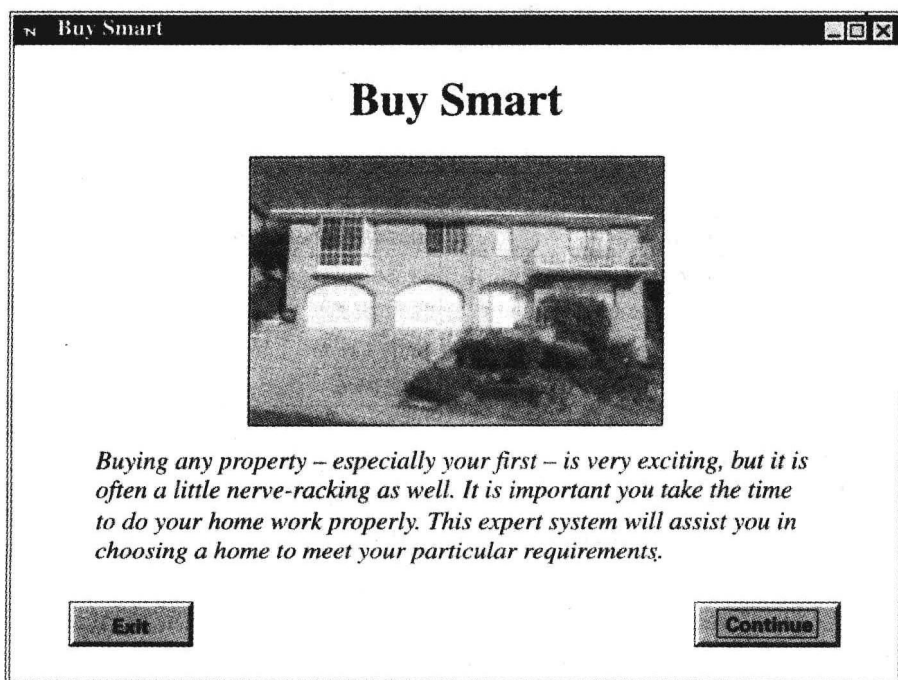 N Buy Smart
Buy Smart
Buying any property – especially your first – is very exciting, but it is
often a little nerve-racking as well. It is important you take the time
to do your home work properly. This expert system will assist you in
choosing a home to meet your particular requirements.
Exit
Continue